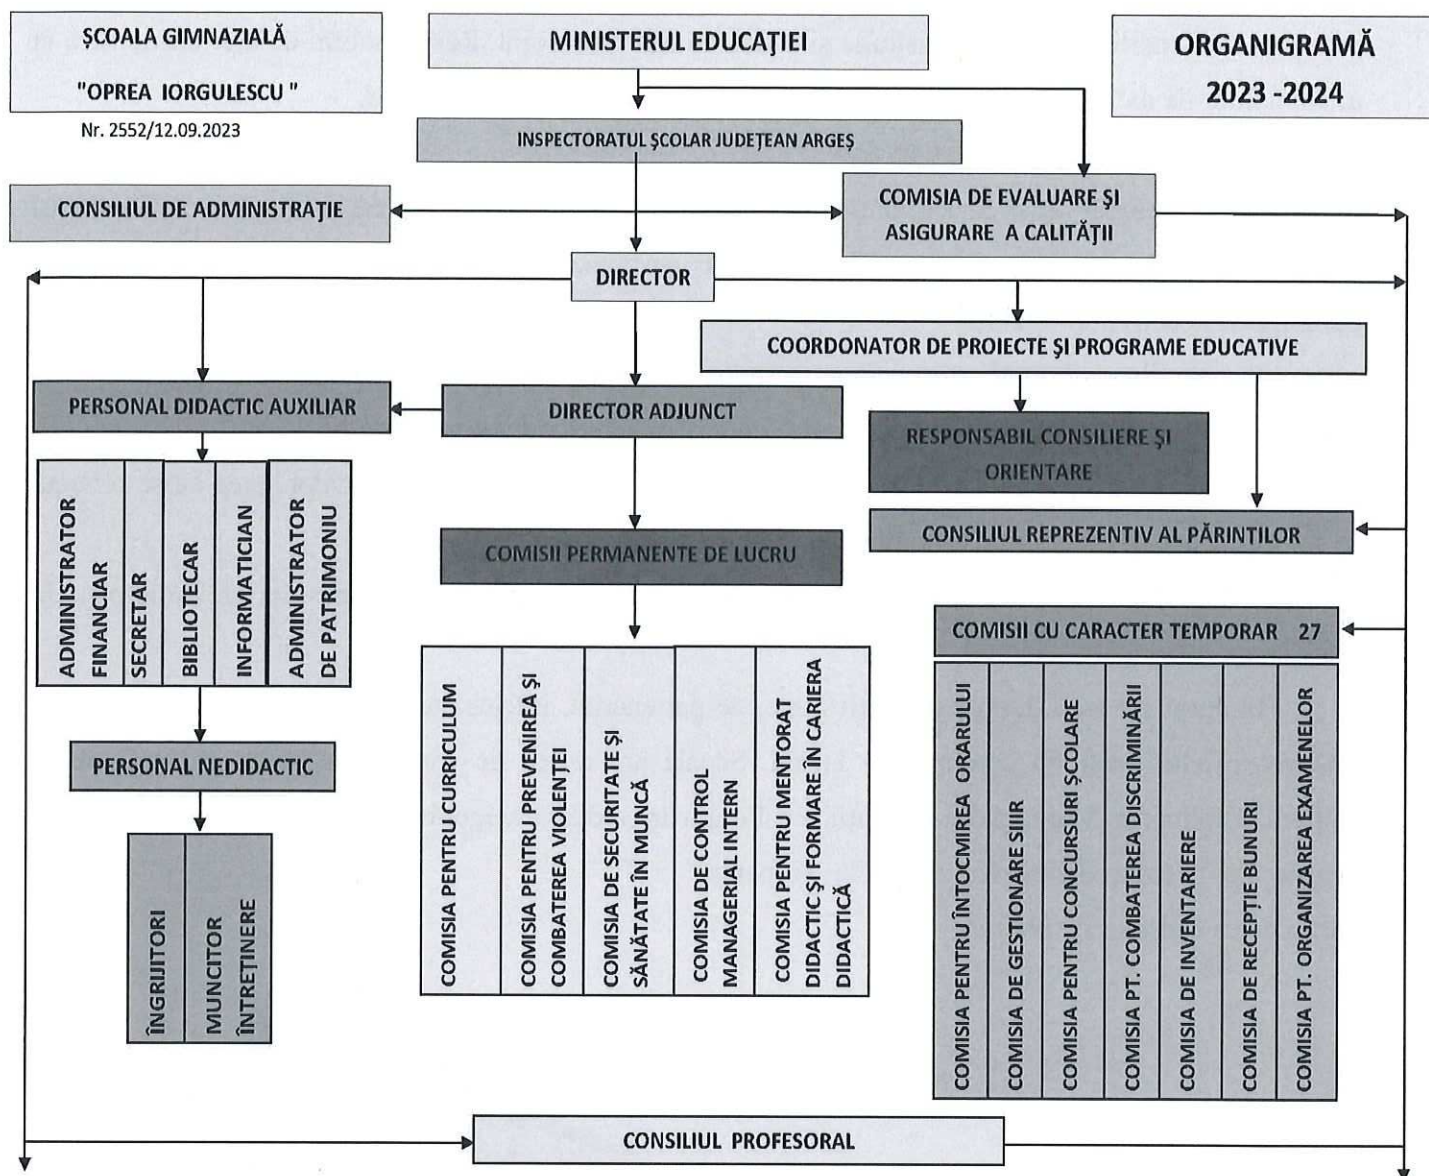 ŞCOALA GIMNAZIALĂ
"OPREA IORGULESCU "
Nr. 2552/12.09.2023
MINISTERUL EDUCAŢIEI
ORGANIGRAMĂ
2023 -2024
INSPECTORATUL ŞCOLAR JUDEŢEAN ARGEŞ
CONSILIUL DE ADMINISTRAŢIE
COMISIA DE EVALUARE ŞI
ASIGURARE A CALITĂŢII
DIRECTOR
COORDONATOR DE PROIECTE ŞI PROGRAME EDUCATIVE
PERSONAL DIDACTIC AUXILIAR
DIRECTOR ADJUNCT
RESPONSABIL CONSILIERE ŞI
ORIENTARE
ADMINISTRATOR
FINANCIAR
SECRETAR
BIBLIOTECAR
INFORMATICIAN
ADMINISTRATOR
DE PATRIMONIU
CONSILIUL REPREZENTIV AL PĂRINŢILOR
COMISII PERMANENTE DE LUCRU
COMISII CU CARACTER TEMPORAR 27
COMISIA PENTRU CURRICULUM
COMISIA PENTRU PREVENIREA ŞI
COMBATEREA VIOLENŢEI
COMISIA DE SECURITATE ŞI
SĂNĂTATE ÎN MUNCĂ
COMISIA DE CONTROL
MANAGERIAL INTERN
COMISIA PENTRU MENTORAT
DIDACTIC ŞI FORMARE ÎN CARIERA
DIDACTICĂ
COMISIA PENTRU ÎNTOCMIREA ORARULUI
COMISIA DE GESTIONARE SIIIR
COMISIA PENTRU CONCURSURI ŞCOLARE
COMISIA PT. COMBATEREA DISCRIMINĂRII
COMISIA DE INVENTARIERE
COMISIA DE RECEPŢIE BUNURI
COMISIA PT. ORGANIZAREA EXAMENELOR
PERSONAL NEDIDACTIC
ÎNGRIJITORI
MUNCITOR
ÎNTREŢINERE
CONSILIUL PROFESORAL